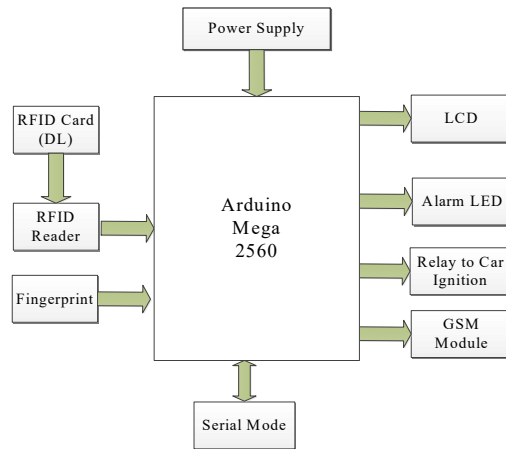 Power Supply
RFID Card
(DL)
RFID
Reader
Fingerprint
Arduino
Mega
2560
LCD
Alarm LED
Relay to Car
Ignition
GSM
Module
Serial Mode